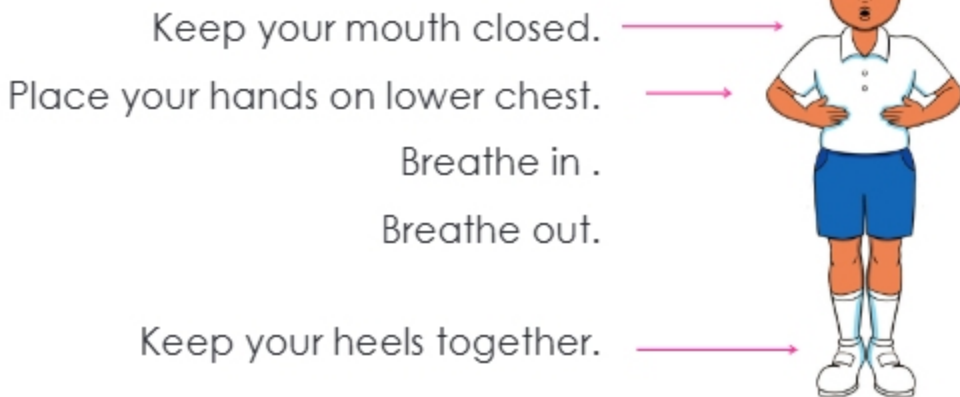 Keep your mouth closed.
Place your hands on lower chest.
Breathe in .
Breathe out.
Keep your heels together.